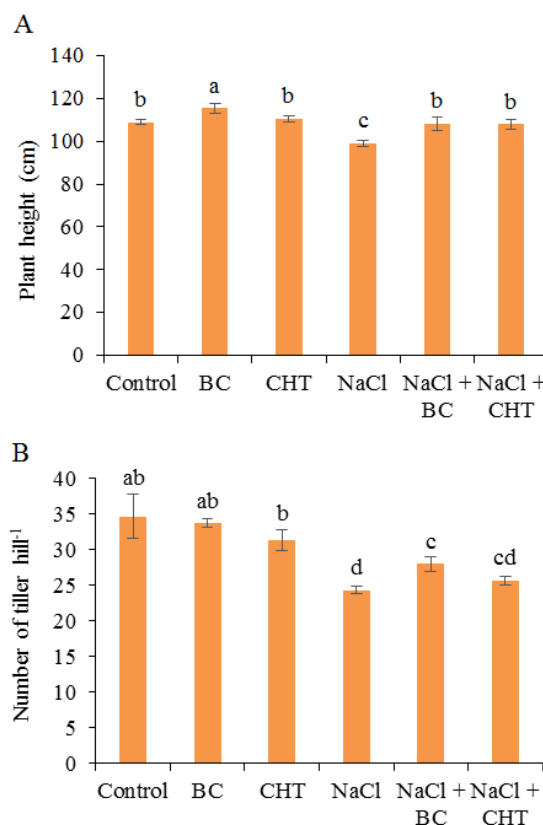 A
Plant height (cm)
140
120
100
80
60
40
20
0
b
a
b
c
b
b
Control BC CHT NaCl NaCl + NaCl +
BC CHT
B
Number of tiller hill-1
40
35
30
25
20
15
10
5
0
ab
ab
b
d
c
cd
Control BC CHT NaCl NaCl + NaCl +
BC CHT